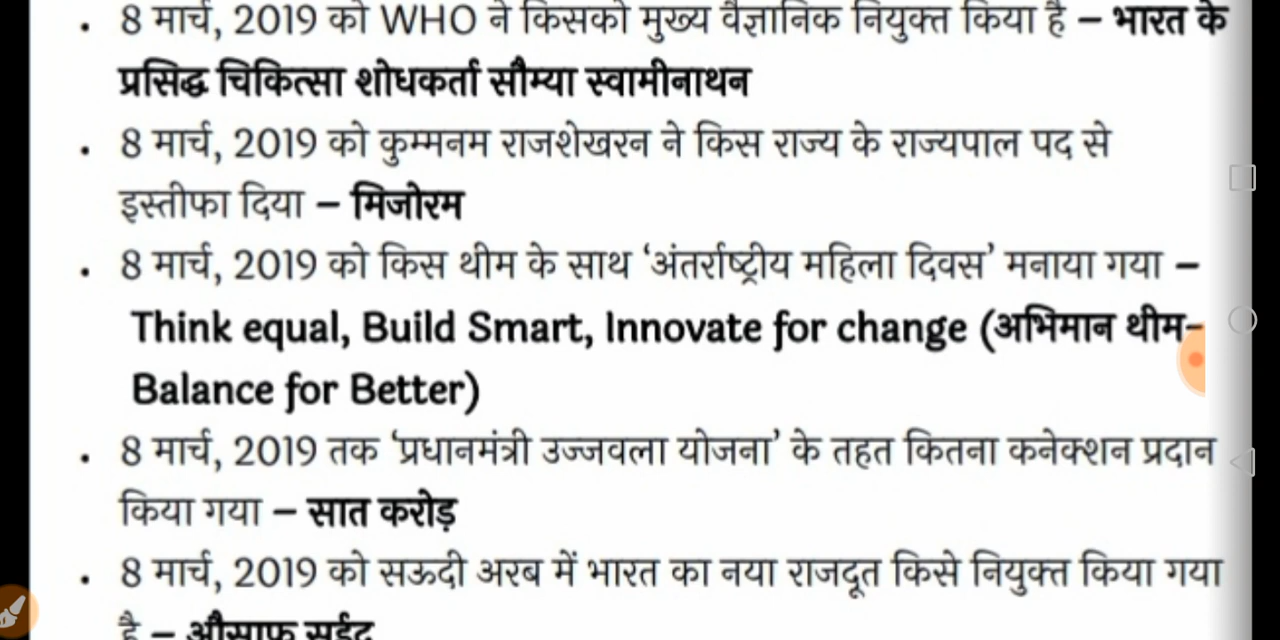 • 8 मार्च, 2019 को WHO ने किसको मुख्य वैज्ञानिक नियुक्त किया है – भारत के
प्रसिद्ध चिकित्सा शोधकर्ता सौम्या स्वामीनाथन
• 8 मार्च, 2019 को कुम्मनम राजशेखरन ने किस राज्य के राज्यपाल पद से
इस्तीफा दिया – मिजोरम
• 8 मार्च, 2019 को किस थीम के साथ ‘अंतर्राष्ट्रीय महिला दिवस’ मनाया गया –
Think equal, Build Smart, Innovate for change (अभिमान थीम-
Balance for Better)
• 8 मार्च, 2019 तक ‘प्रधानमंत्री उज्जवला योजना’ के तहत कितना कनेक्शन प्रदान
किया गया – सात करोड़
• 8 मार्च, 2019 को सऊदी अरब में भारत का नया राजदूत किसे नियुक्त किया गया
है – औसाफ सईद